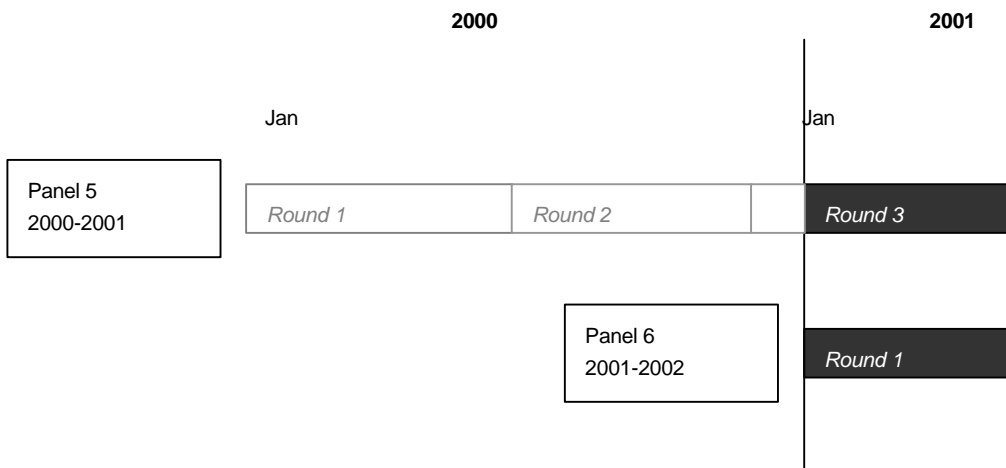 2000 2001
Jan Jan
Panel 5
2000-2001
Round 1 Round 2 Round 3
Panel 6
2001-2002
Round 1